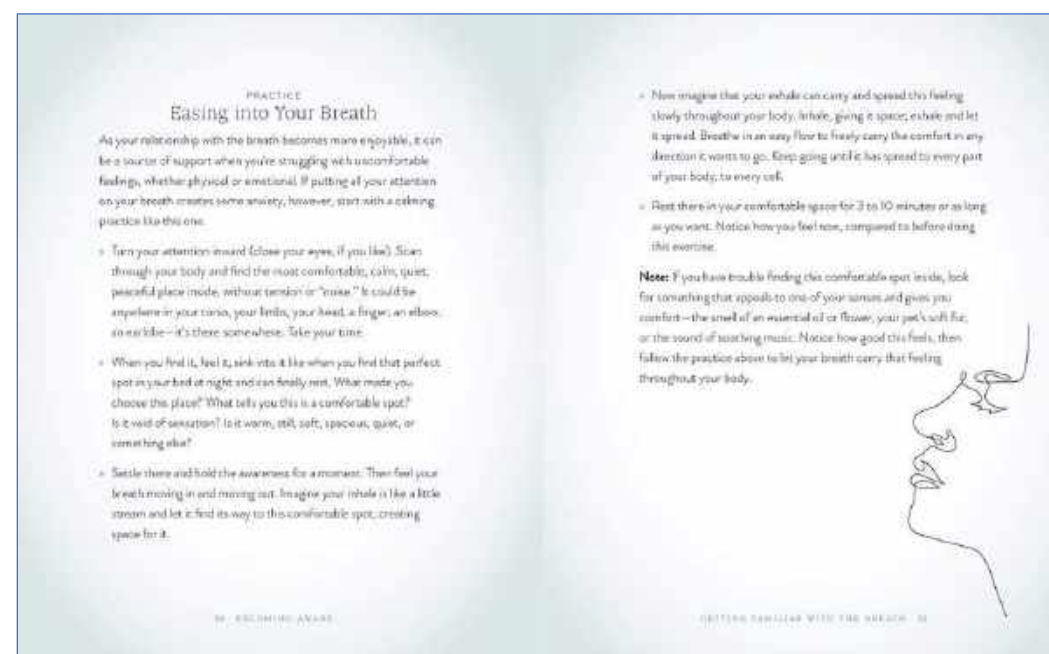 PRACTICE
Easing into Your Breath
As your relationship with the breath becomes more enjoyable, it can
be a source of support when you're struggling with uncomfortable
feelings, whether physical or emotional. If putting all your attention
on your breath creates some anxiety, however, start with a calming
practice like this one.
» Turn your attention inward (close your eyes, if you like). Scan
through your body and find the most comfortable, calm, quiet,
peaceful place inside, without tension or "noise." It could be
anywhere in your torso, your limbs, your head, a finger, an elbow,
an earlobe—it's there somewhere. Take your time.
» When you find it, feel it, sink into it like when you find that perfect
spot in your bed at night and can finally rest. What made you
choose this place? What tells you this is a comfortable spot?
Is it void of sensation? Is it warm, still, soft, spacious, quiet, or
something else?
» Settle there and hold the awareness for a moment. Then feel your
breath moving in and moving out. Imagine your inhale is like a little
stream and let it find its way to this comfortable spot, creating
space for it.
BECOMING AWARE
» Now imagine that your exhale can carry and spread this feeling
slowly throughout your body. Inhale, giving it space; exhale and let
it spread. Breathe in an easy flow to freely carry the comfort in any
direction it wants to go. Keep going until it has spread to every part
of your body, to every cell.
» Rest there in your comfortable space for 3 to 10 minutes or as long
as you want. Notice how you feel now, compared to before doing
this exercise.
Note: If you have trouble finding this comfortable spot inside, look
for something that appeals to one of your senses and gives you
comfort—the smell of an essential oil or flower, your pet's soft fur,
or the sound of soothing music. Notice how good this feels, then
follow the practice above to let your breath carry that feeling
throughout your body.
GETTING FAMILIAR WITH THE BREATH